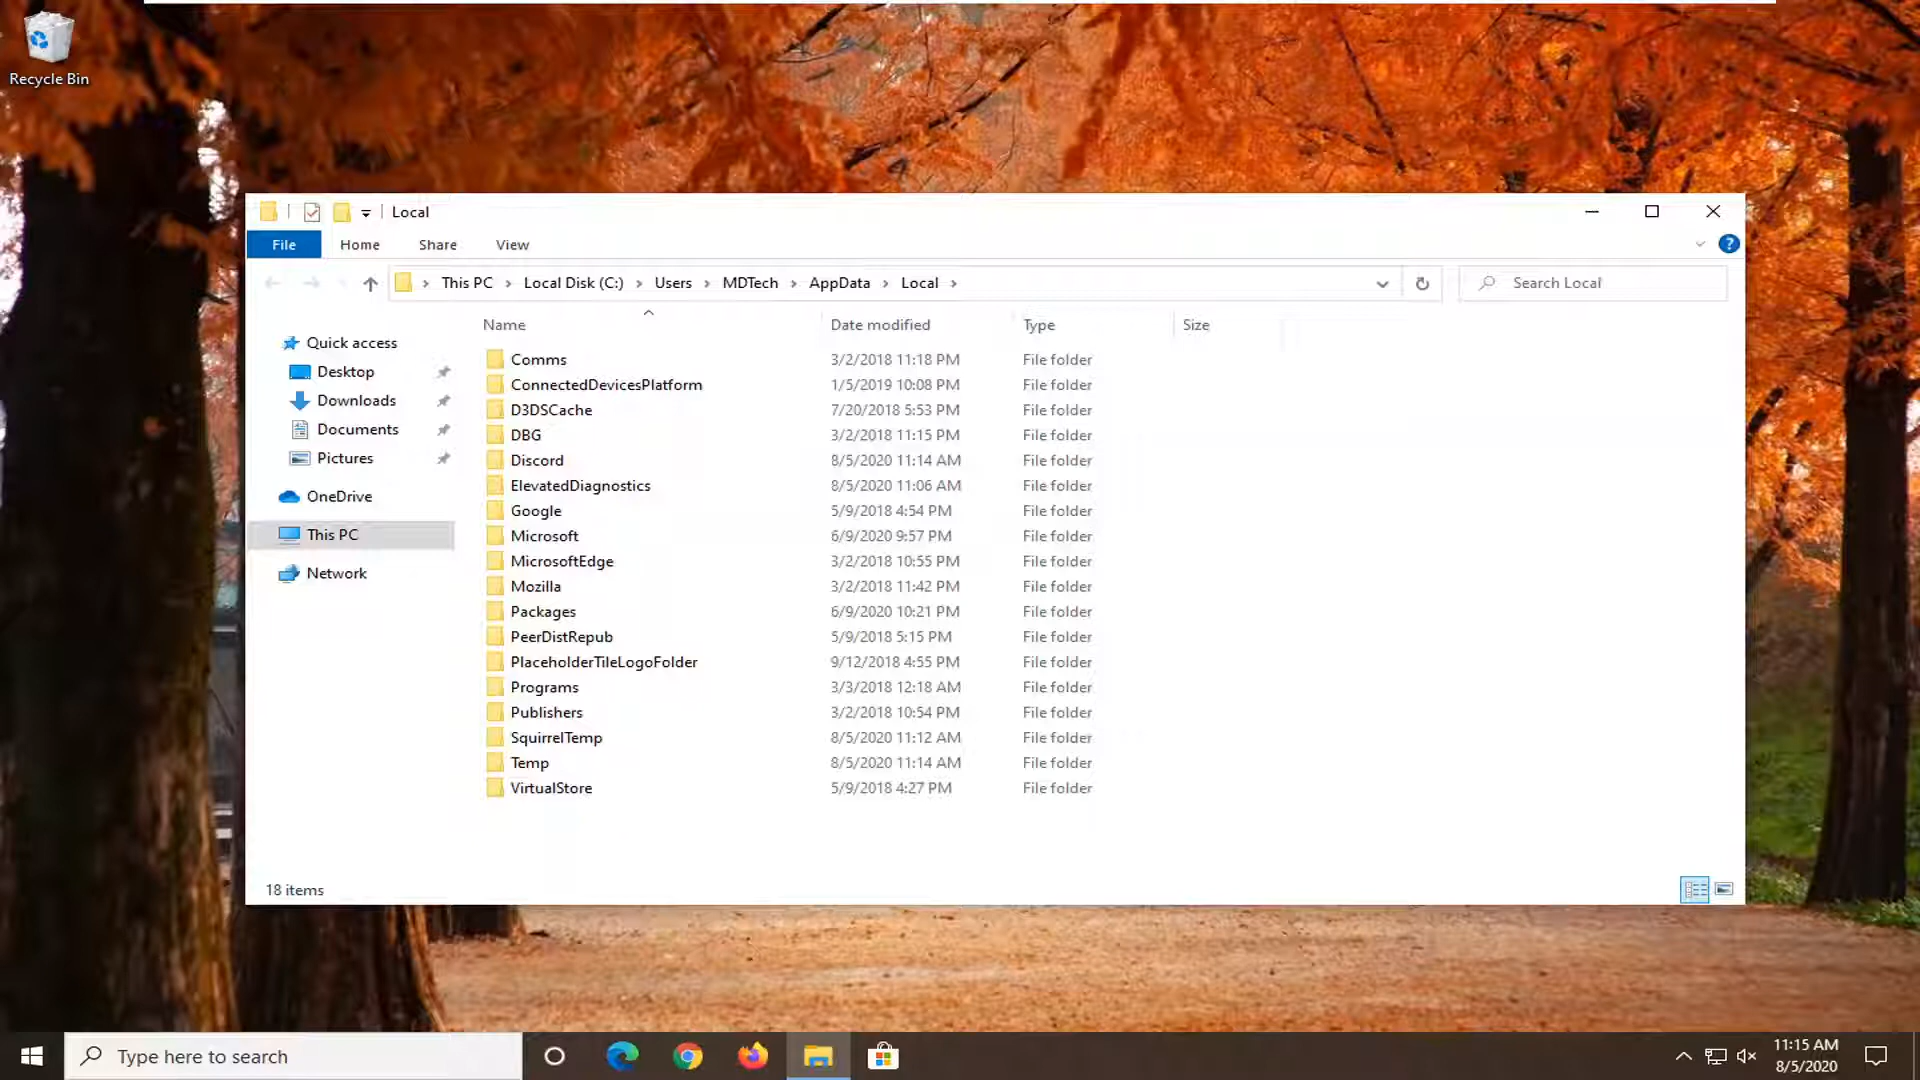 Recycle Bin
Local
File Home Share View
This PC Local Disk (C:) Users MDTech AppData Local
Search Local
Name Date modified Type Size
Quick access
Desktop
Downloads
Documents
Pictures
OneDrive
This PC
Network
Comms 3/2/2018 11:18 PM File folder
ConnectedDevicesPlatform 1/5/2019 10:08 PM File folder
D3DSCache 7/20/2018 5:53 PM File folder
DBG 3/2/2018 11:15 PM File folder
Discord 8/5/2020 11:14 AM File folder
ElevatedDiagnostics 8/5/2020 11:06 AM File folder
Google 5/9/2018 4:54 PM File folder
Microsoft 6/9/2020 9:57 PM File folder
MicrosoftEdge 3/2/2018 10:55 PM File folder
Mozilla 3/2/2018 11:42 PM File folder
Packages 6/9/2020 10:21 PM File folder
PeerDistRepub 5/9/2018 5:15 PM File folder
PlaceholderTileLogoFolder 9/12/2018 4:55 PM File folder
Programs 3/3/2018 12:18 AM File folder
Publishers 3/2/2018 10:54 PM File folder
SquirrelTemp 8/5/2020 11:12 AM File folder
Temp 8/5/2020 11:14 AM File folder
VirtualStore 5/9/2018 4:27 PM File folder
18 items
Type here to search
11:15 AM
8/5/2020